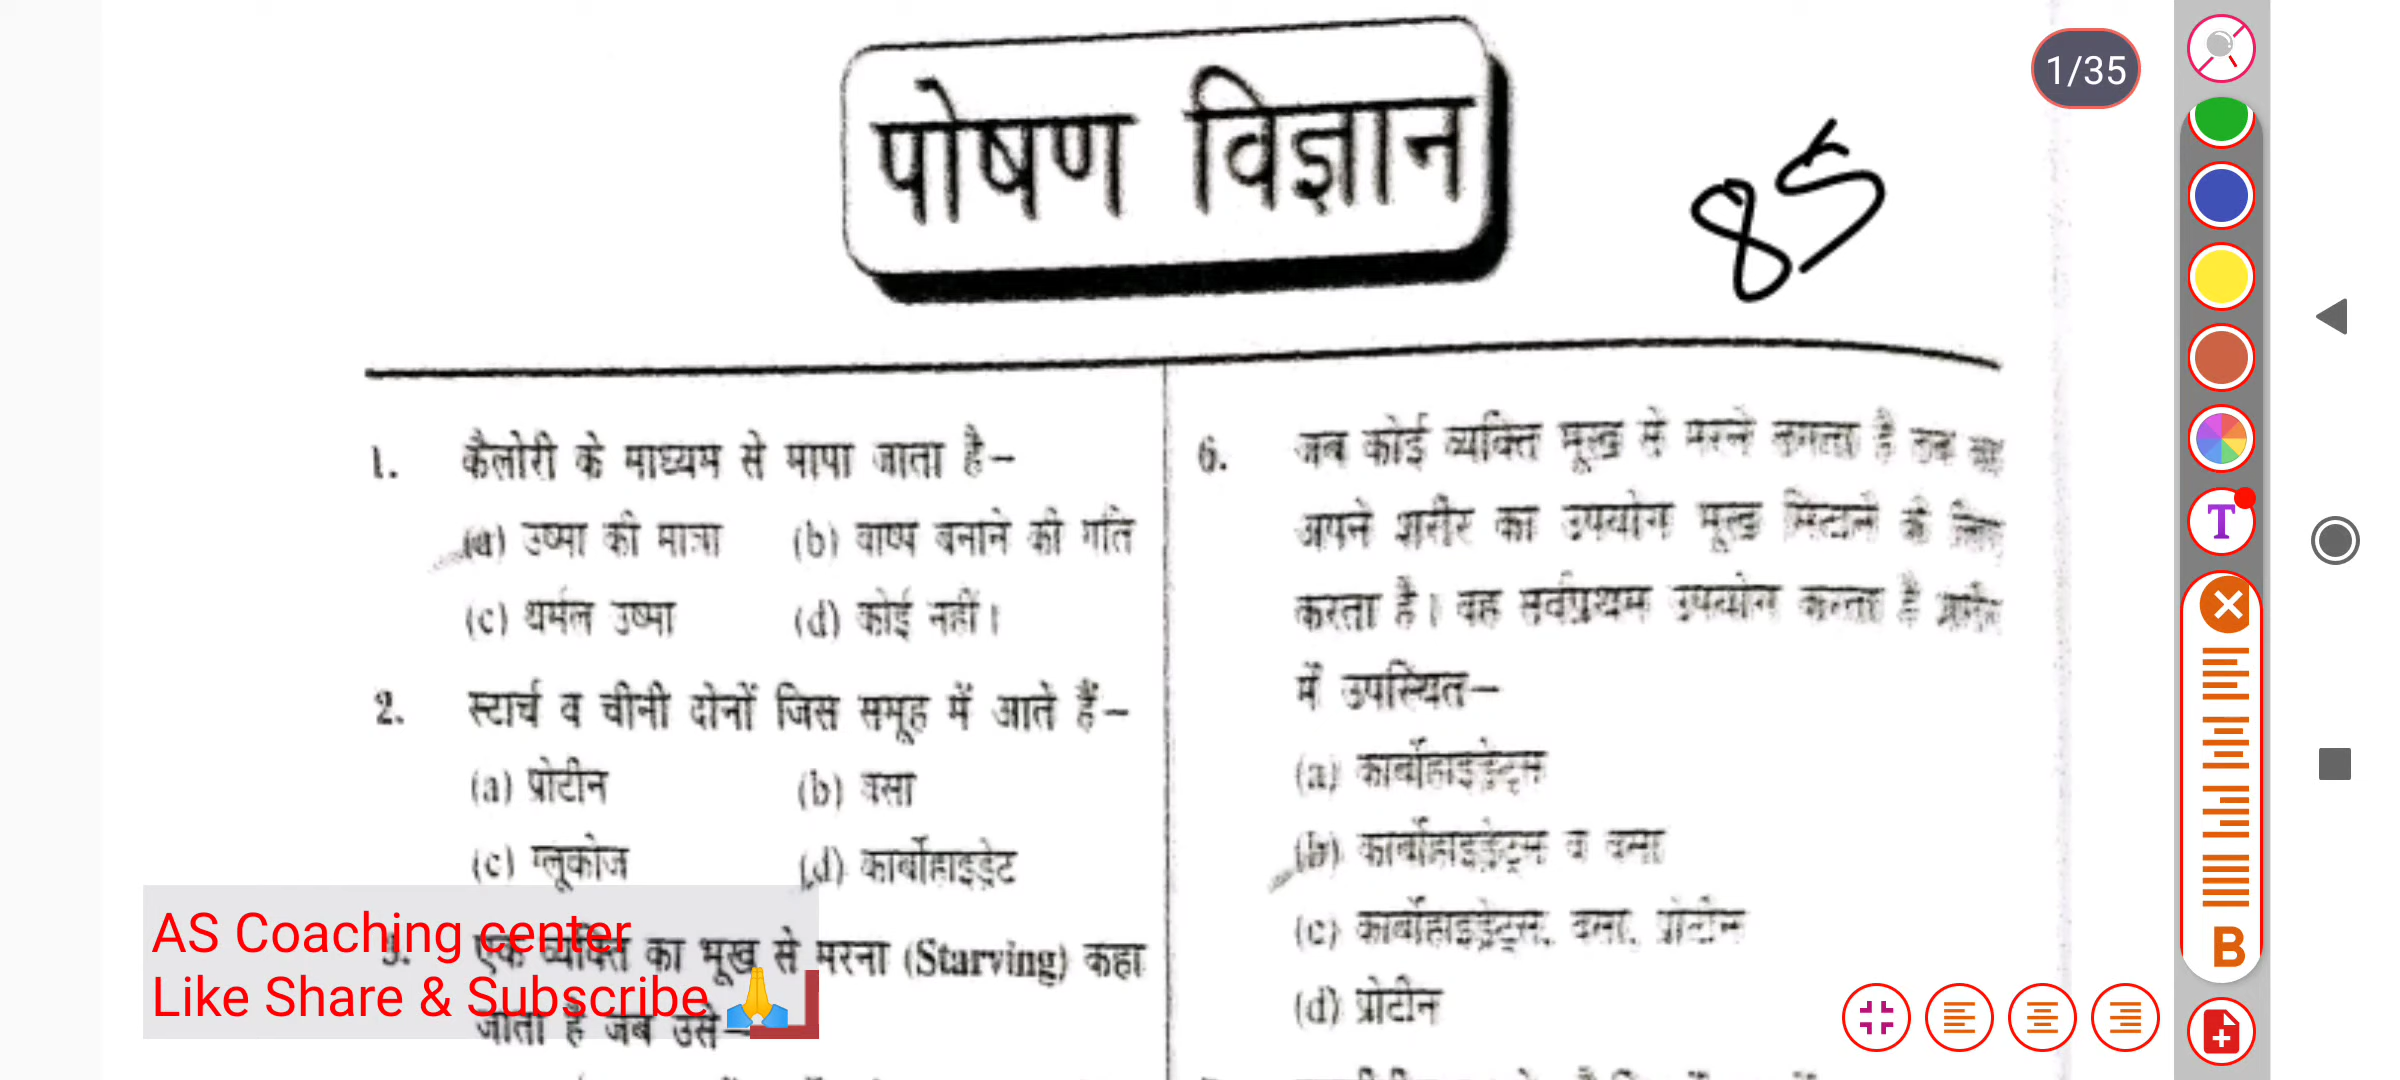 पोषण विज्ञान
1/35
85
1. कैलोरी के माध्यम से मापा जाता है–
(a) उष्मा की मात्रा (b) वाष्प बनाने की गति
(c) थर्मल उष्मा (d) कोई नहीं।
2. स्टार्च व चीनी दोनों जिस समूह में आते हैं–
(a) प्रोटीन (b) वसा
(c) ग्लूकोज (d) कार्बोहाइड्रेट
3. एक व्यक्ति का भूख से मरना (Starving) कहा
जाता है जब उसे–
AS Coaching center
Like Share & Subscribe 🙏
6. जब कोई व्यक्ति भूख से मरने लगता है तब वह
अपने शरीर का उपयोग भूख मिटाने के लिए
करता है। वह सर्वप्रथम उपयोग करता है शरीर
में उपस्थित–
(a) कार्बोहाइड्रेट्स
(b) कार्बोहाइड्रेट्स व वसा
(c) कार्बोहाइड्रेट्स, वसा, प्रोटीन
(d) प्रोटीन
T
B